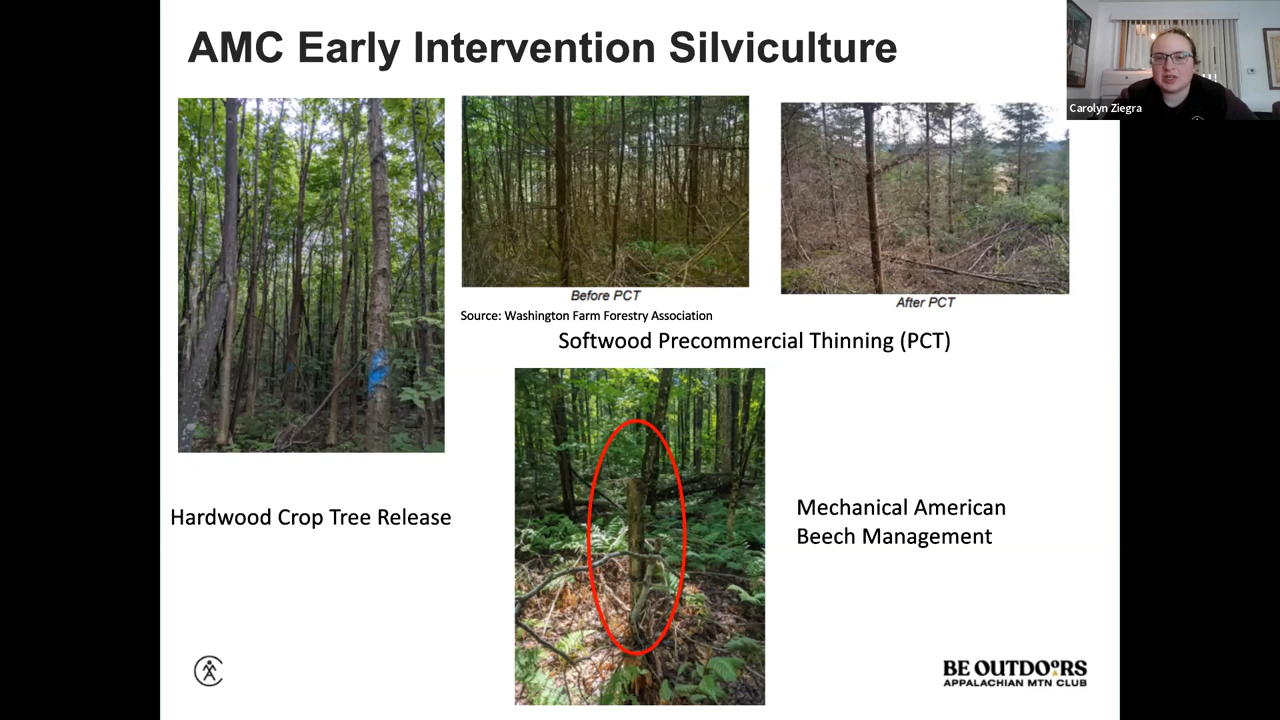 AMC Early Intervention Silviculture
Carolyn Ziegra
Before PCT
After PCT
Source: Washington Farm Forestry Association
Softwood Precommercial Thinning (PCT)
Hardwood Crop Tree Release
Mechanical American
Beech Management
BE OUTDOORS
APPALACHIAN MTN CLUB